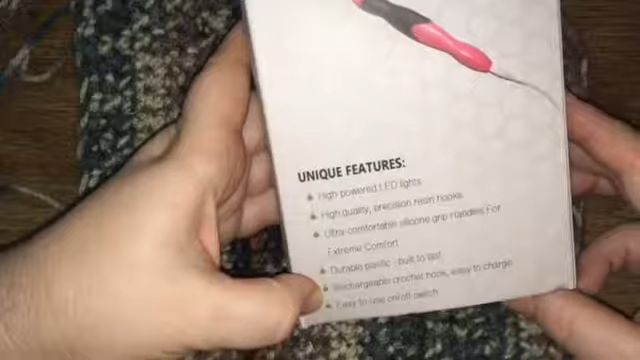 UNIQUE FEATURES:
High powered LED lights
High quality, precision resin hooks
Ultra-comfortable silicone grip Handles For
Extreme Comfort
Durable plastic - built to last
Rechargeable crochet hook, easy to charge
Easy to use on/off switch